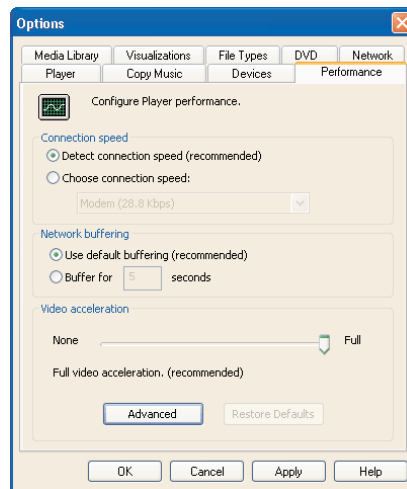 Options
Media Library Visualizations File Types DVD Network
Player Copy Music Devices Performance
Configure Player performance.
Connection speed
Detect connection speed (recommended)
Choose connection speed:
Modem (28.8 Kbps)
Network buffering
Use default buffering (recommended)
Buffer for 5 seconds
Video acceleration
None Full
Full video acceleration. (recommended)
Advanced Restore Defaults
OK Cancel Apply Help